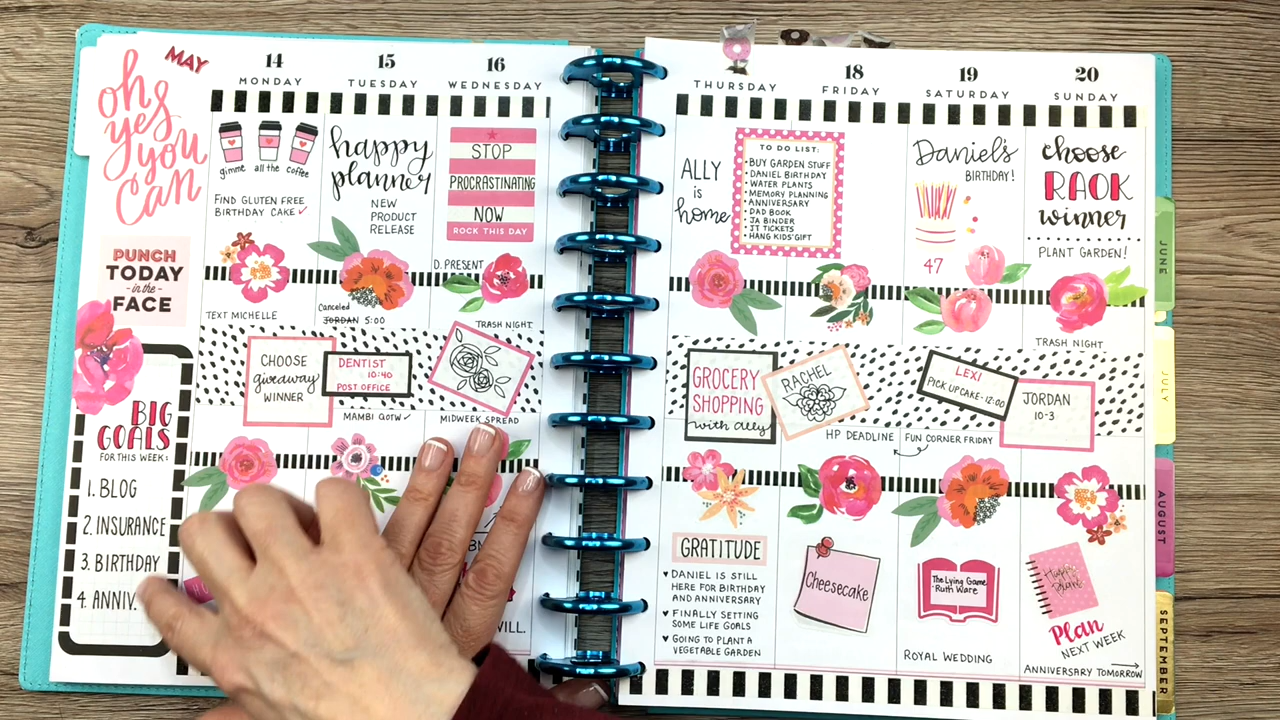 MAY
oh
yes
you
can
PUNCH
TODAY
-in the-
FACE
BIG
GOALS
FOR THIS WEEK:
1. BLOG
2. INSURANCE
3. BIRTHDAY
4. ANNIV.
14
MONDAY
gimme all the coffee
FIND GLUTEN FREE
BIRTHDAY CAKE ✓
TEXT MICHELLE
CHOOSE
giveaway
WINNER
15
TUESDAY
happy
planner
NEW
PRODUCT
RELEASE
Canceled
JORDAN 5:00
DENTIST
10:40
POST OFFICE
MAMBI GOTW ✓
16
WEDNESDAY
STOP
PROCRASTINATING
NOW
ROCK THIS DAY
D. PRESENT
TRASH NIGHT
MIDWEEK SPREAD
WILL.
THURSDAY
ALLY
is
home
TO DO LIST:
• BUY GARDEN STUFF
• DANIEL BIRTHDAY
• WATER PLANTS
• MEMORY PLANNING
• ANNIVERSARY
• DAD BOOK
• JA BINDER
• JT TICKETS
• HANG KIDS' GIFT
GROCERY
SHOPPING
with ally
GRATITUDE
♥ DANIEL IS STILL
HERE FOR BIRTHDAY
AND ANNIVERSARY
♥ FINALLY SETTING
SOME LIFE GOALS
♥ GOING TO PLANT A
VEGETABLE GARDEN
18
FRIDAY
RACHEL
HP DEADLINE
Cheesecake
19
SATURDAY
Daniel's
BIRTHDAY!
47
LEXI
PICK UP CAKE - 12:00
FUN CORNER FRIDAY
The Lying Game
-Ruth Ware
ROYAL WEDDING
20
SUNDAY
choose
RAOK
winner
PLANT GARDEN!
TRASH NIGHT
JORDAN
10-3
Happy
Plan
NEXT WEEK
ANNIVERSARY TOMORROW →
JUNE
JULY
AUGUST
SEPTEMBER